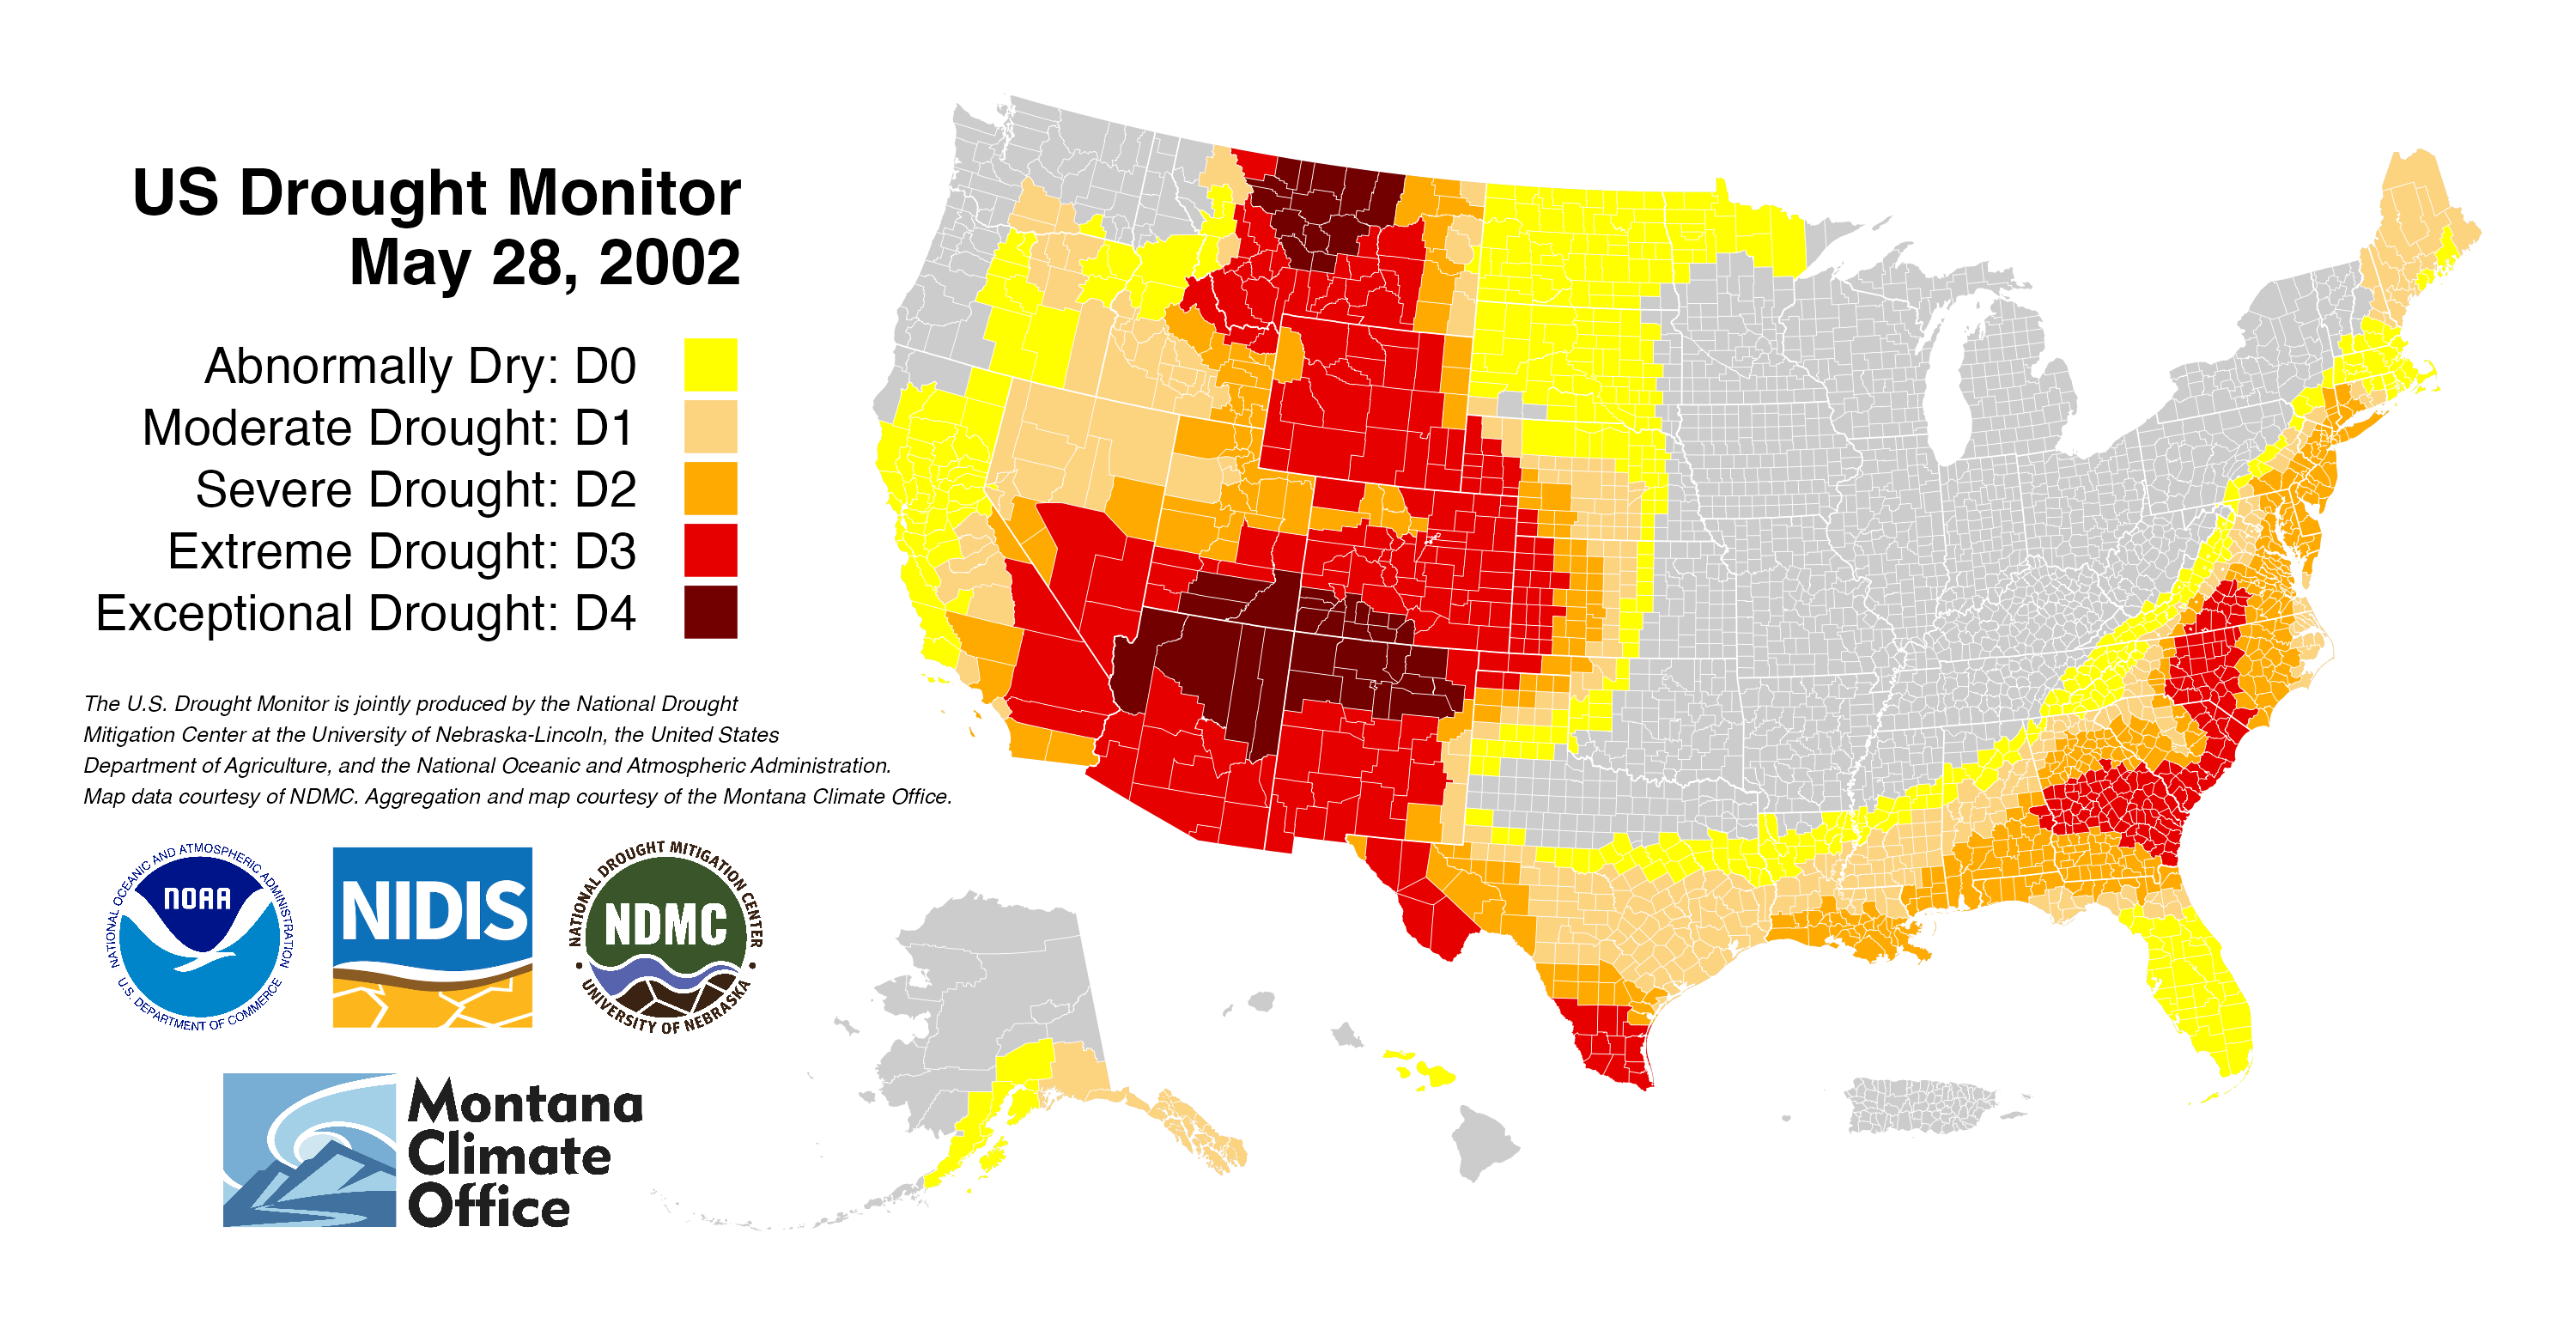 US Drought Monitor
May 28, 2002
Abnormally Dry: D0
Moderate Drought: D1
Severe Drought: D2
Extreme Drought: D3
Exceptional Drought: D4
The U.S. Drought Monitor is jointly produced by the National Drought
Mitigation Center at the University of Nebraska-Lincoln, the United States
Department of Agriculture, and the National Oceanic and Atmospheric Administration.
Map data courtesy of NDMC. Aggregation and map courtesy of the Montana Climate Office.
NATIONAL OCEANIC AND ATMOSPHERIC ADMINISTRATION
NOAA
U.S. DEPARTMENT OF COMMERCE
NIDIS
NATIONAL DROUGHT MITIGATION CENTER
NDMC
UNIVERSITY OF NEBRASKA
Montana
Climate
Office